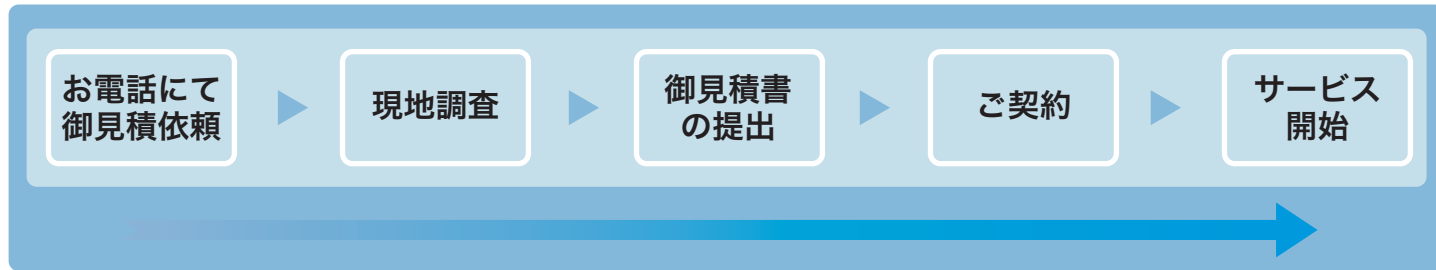 お電話にて
御見積依頼
現地調査
御見積書
の提出
ご契約
サービス
開始